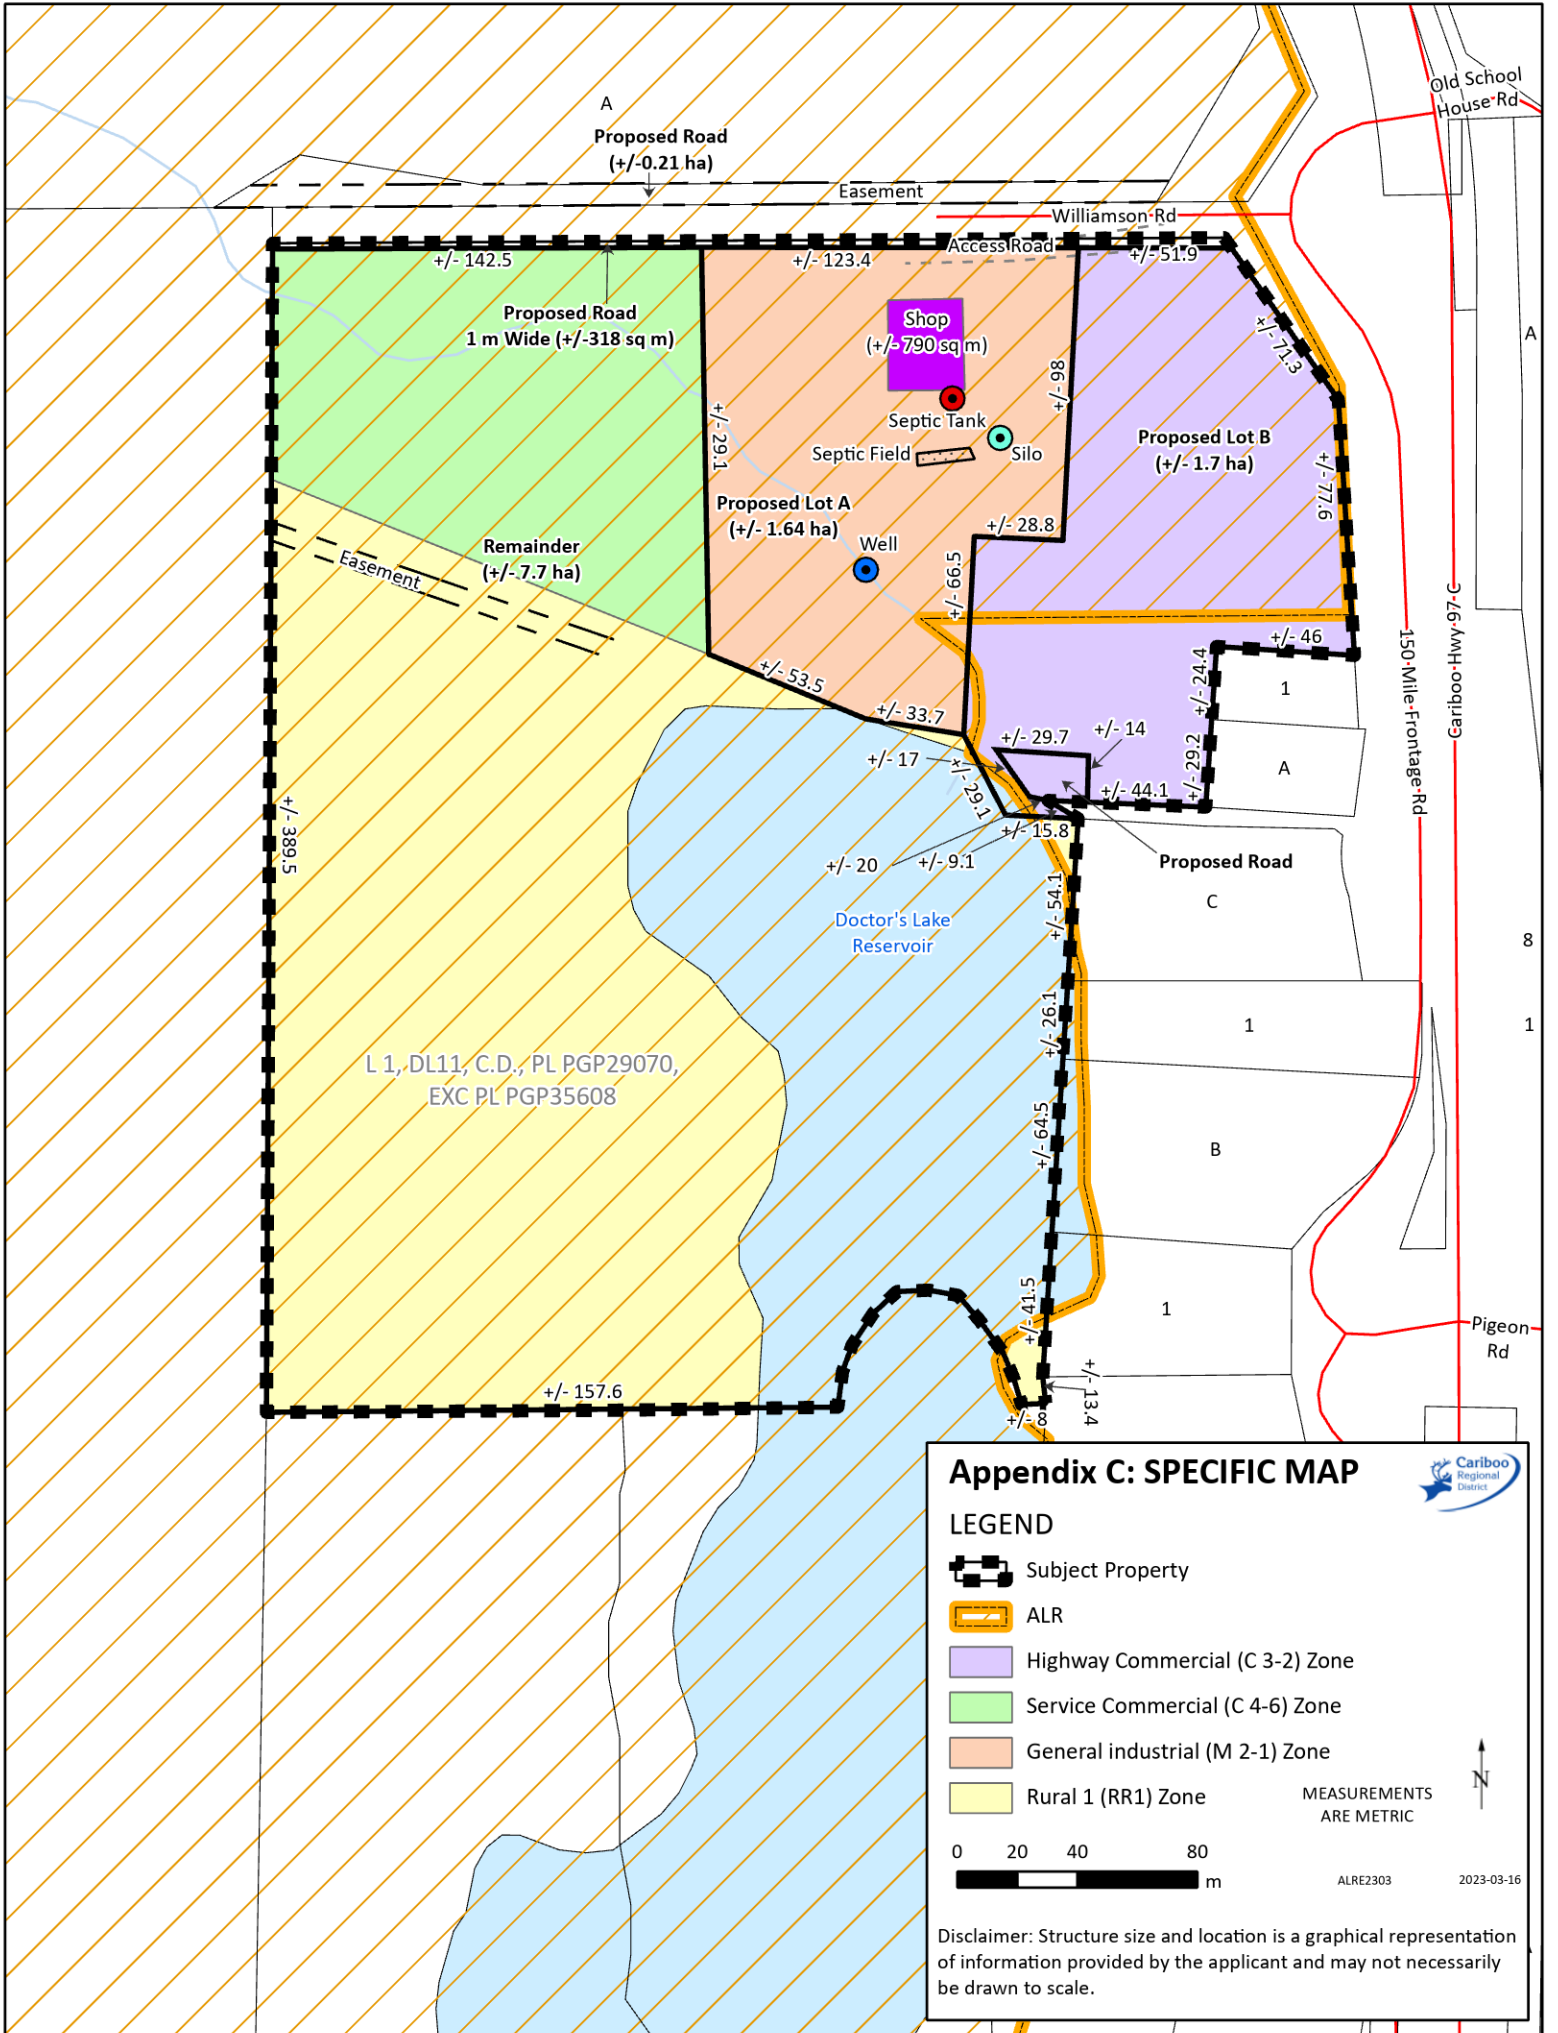 Old School
House Rd
A
Proposed Road
(+/-0.21 ha)
Easement
Williamson Rd
Access Road
+/- 142.5
+/- 123.4
+/- 51.9
Proposed Road
1 m Wide (+/-318 sq m)
Shop
(+/- 790 sq m)
+/- 71.3
A
+/- 98
Septic Tank
+/- 29.1
Septic Field
Silo
Proposed Lot B
(+/- 1.7 ha)
+/- 77.6
Proposed Lot A
(+/- 1.64 ha)
+/- 28.8
Well
Remainder
(+/- 7.7 ha)
Easement
+/- 66.5
+/- 46
+/- 24.4
1
150 Mile Frontage Rd
Cariboo Hwy 97 C
+/- 53.5
+/- 33.7
+/- 29.7
+/- 14
+/- 17
+/- 29.1
+/- 29.2
A
+/- 44.1
+/- 15.8
+/- 20
+/- 9.1
Proposed Road
+/- 389.5
C
+/- 54.1
Doctor's Lake
Reservoir
8
+/- 26.1
1
1
L 1, DL11, C.D., PL PGP29070,
EXC PL PGP35608
+/- 64.5
B
+/- 41.5
1
Pigeon
Rd
+/- 157.6
+/- 13.4
+/- 8
Appendix C: SPECIFIC MAP
Cariboo
Regional
District
LEGEND
Subject Property
ALR
Highway Commercial (C 3-2) Zone
Service Commercial (C 4-6) Zone
General industrial (M 2-1) Zone
Rural 1 (RR1) Zone
MEASUREMENTS
ARE METRIC
N
0 20 40 80
m
ALRE2303
2023-03-16
Disclaimer: Structure size and location is a graphical representation
of information provided by the applicant and may not necessarily
be drawn to scale.